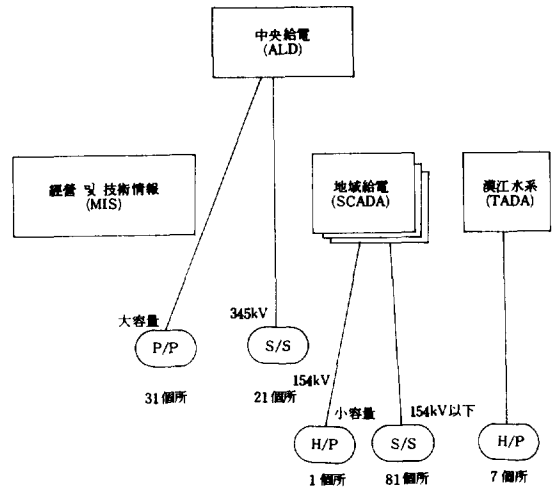 中央給電
(ALD)
經營 및 技術情報
(MIS)
地域給電
(SCADA)
漢江水系
(TADA)
大容量
345kV
P/P
S/S
31個所
21個所
154kV
小容量
154kV以下
H/P
S/S
H/P
1個所
81個所
7個所